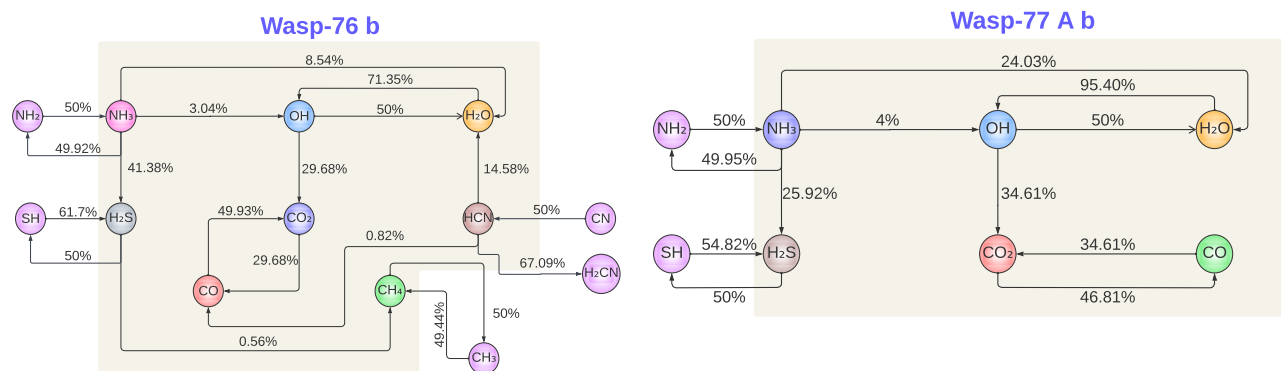 Wasp-76 b
8.54%
71.35%
NH₂ 50% NH₃ 3.04% OH 50% H₂O
49.92%
41.38% 29.68% 14.58%
SH 61.7% H₂S 49.93% CO₂ HCN 50% CN
0.82%
50% 29.68% 67.09% H₂CN
CO CH₄
49.44% 50%
0.56%
CH₃
Wasp-77 A b
24.03%
95.40%
NH₂ 50% NH₃ 4% OH 50% H₂O
49.95%
25.92% 34.61%
SH 54.82% H₂S CO₂ 34.61% CO
50% 46.81%